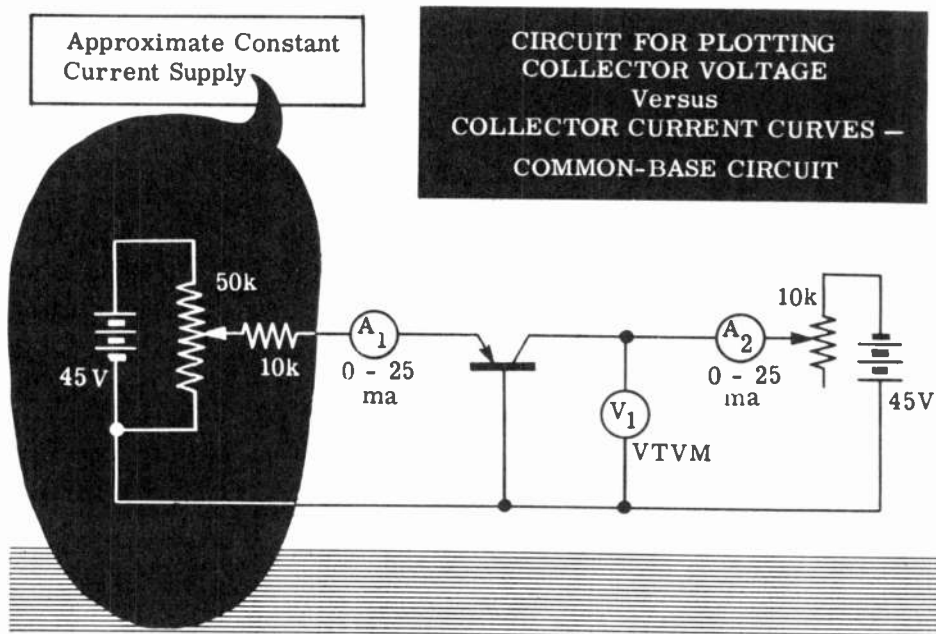 Approximate Constant
Current Supply
CIRCUIT FOR PLOTTING
COLLECTOR VOLTAGE
Versus
COLLECTOR CURRENT CURVES –
COMMON-BASE CIRCUIT
50k
10k
45V
A1
0 - 25
ma
A2
0 - 25
ma
10k
45V
V1
VTVM